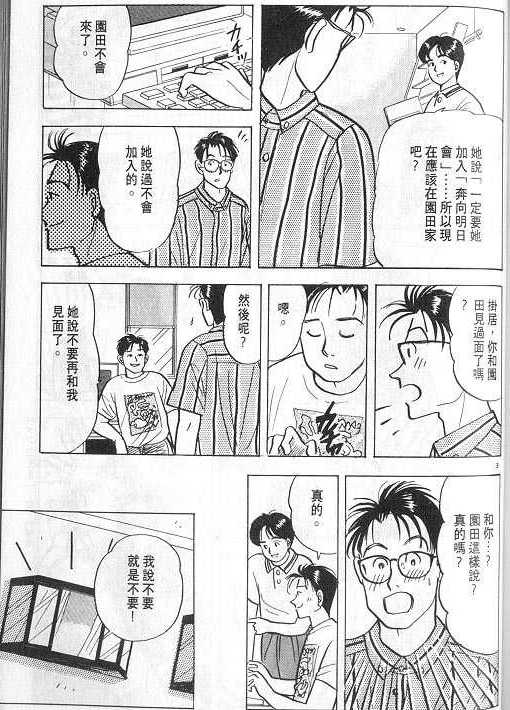 她說「一定要她
加入「奔向明日
會」……所以現
在應該在園田家
吧？
園田不會
來了。
カチッ
她說過不會
加入的。
掛居，你和園
田見過面了嗎
？
嗯。
然後呢？
她說不要再和我
見面了。
和你…？
園田這樣說？
真的嗎？
真的。
我說不要
就是不要！
3